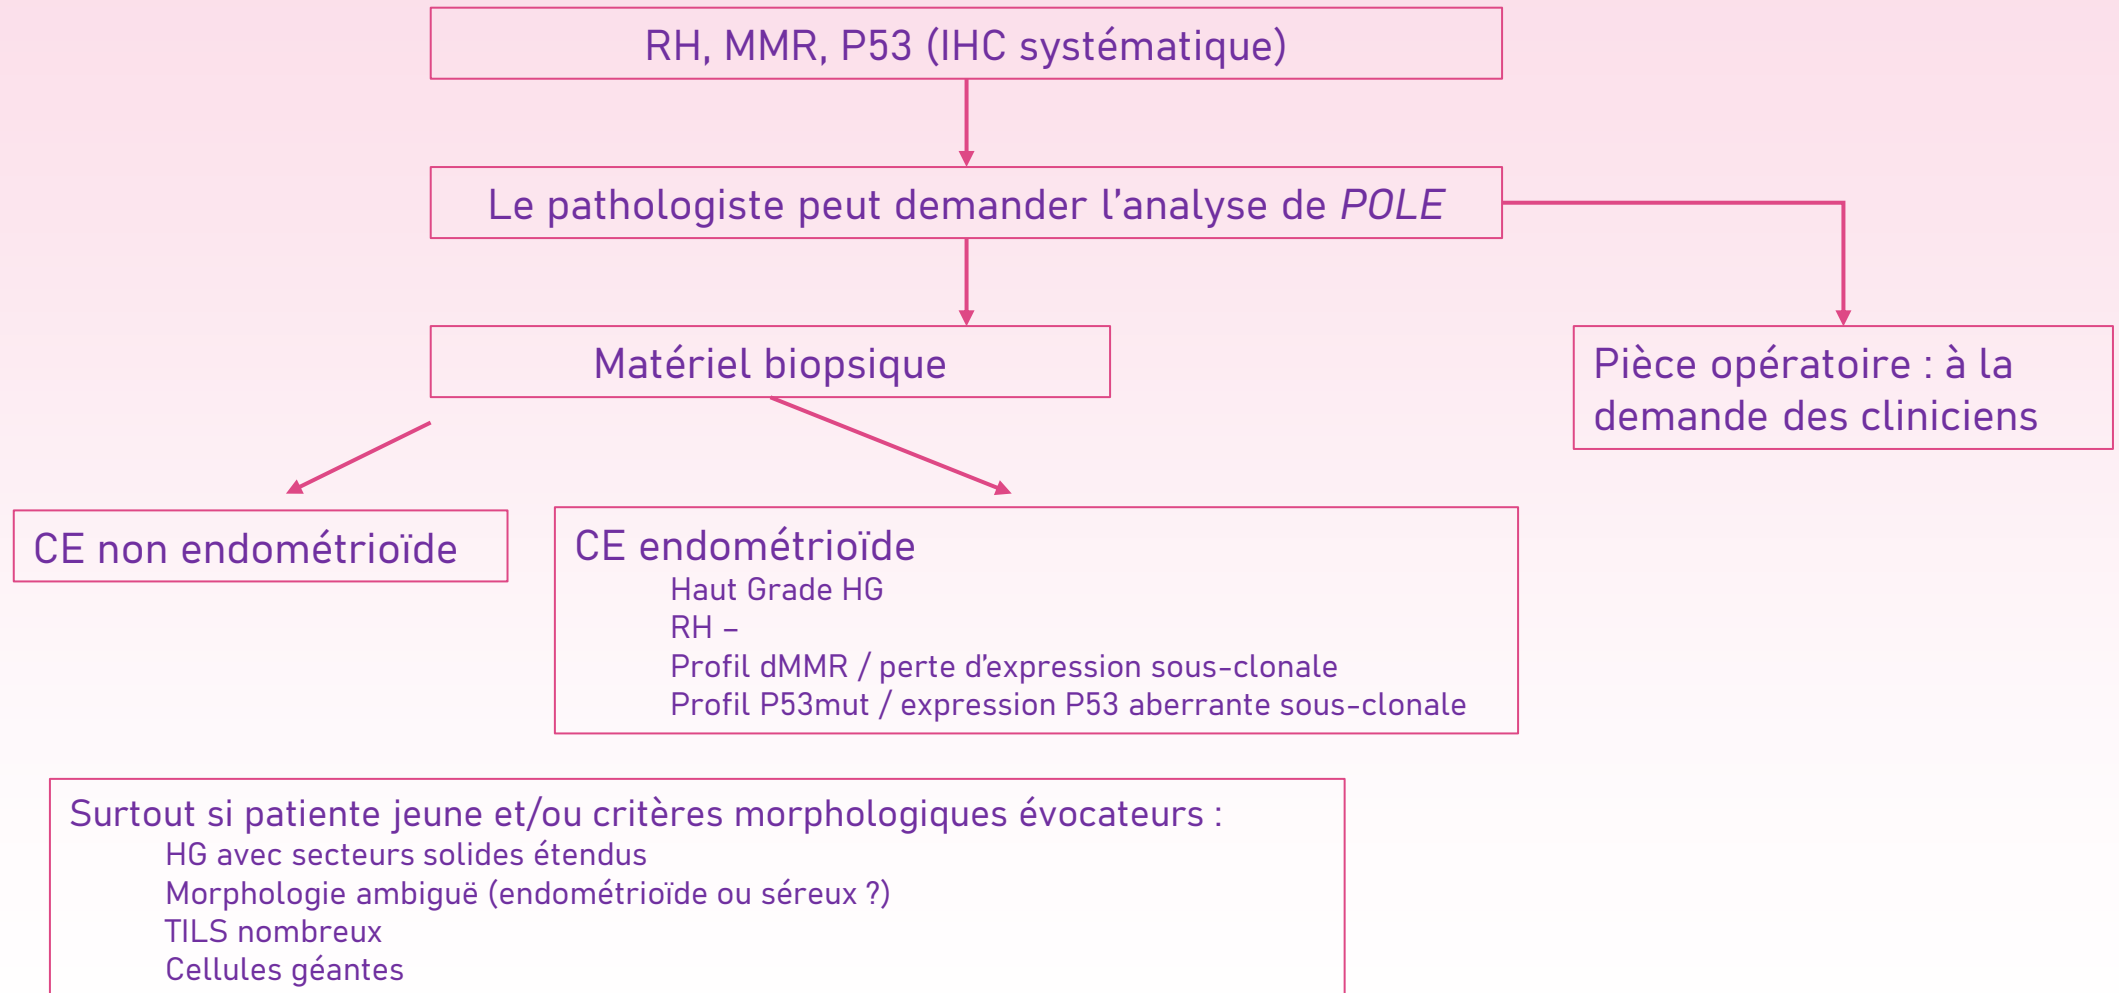 RH, MMR, P53 (IHC systématique)
Le pathologiste peut demander l’analyse de POLE
Matériel biopsique
Pièce opératoire : à la
demande des cliniciens
CE non endométrioïde
CE endométrioïde
Haut Grade HG
RH –
Profil dMMR / perte d’expression sous-clonale
Profil P53mut / expression P53 aberrante sous-clonale
Surtout si patiente jeune et/ou critères morphologiques évocateurs :
HG avec secteurs solides étendus
Morphologie ambiguë (endométrioïde ou séreux ?)
TILS nombreux
Cellules géantes